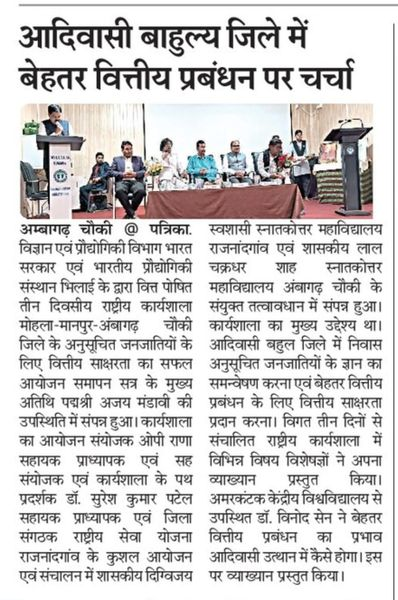 आदिवासी बाहुल्य जिले में
बेहतर वित्तीय प्रबंधन पर चर्चा
अम्बागढ़ चौकी @ पत्रिका.
विज्ञान एवं प्रौद्योगिकी विभाग भारत
सरकार एवं भारतीय प्रौद्योगिकी
संस्थान भिलाई के द्वारा वित्त पोषित
तीन दिवसीय राष्ट्रीय कार्यशाला
मोहला-मानपुर-अंबागढ़ चौकी
जिले के अनुसूचित जनजातियों के
लिए वित्तीय साक्षरता का सफल
आयोजन समापन सत्र के मुख्य
अतिथि पद्मश्री अजय मंडावी की
उपस्थिति में संपन्न हुआ। कार्यशाला
का आयोजन संयोजक ओपी राणा
सहायक प्राध्यापक एवं सह
संयोजक एवं कार्यशाला के पथ
प्रदर्शक डॉ. सुरेश कुमार पटेल
सहायक प्राध्यापक एवं जिला
संगठक राष्ट्रीय सेवा योजना
राजनांदगांव के कुशल आयोजन
एवं संचालन में शासकीय दिग्विजय
स्वशासी स्नातकोत्तर महाविद्यालय
राजनांदगांव एवं शासकीय लाल
चक्रधर शाह स्नातकोत्तर
महाविद्यालय अंबागढ़ चौकी के
संयुक्त तत्वावधान में संपन्न हुआ।
कार्यशाला का मुख्य उद्देश्य था।
आदिवासी बहुल जिले में निवास
अनुसूचित जनजातियों के ज्ञान का
समन्वेषण करना एवं बेहतर वित्तीय
प्रबंधन के लिए वित्तीय साक्षरता
प्रदान करना। विगत तीन दिनों से
संचालित राष्ट्रीय कार्यशाला में
विभिन्न विषय विशेषज्ञों ने अपना
व्याख्यान प्रस्तुत किया।
अमरकंटक केंद्रीय विश्वविद्यालय से
उपस्थित डॉ. विनोद सेन ने बेहतर
वित्तीय प्रबंधन का प्रभाव
आदिवासी उत्थान में कैसे होगा। इस
पर व्याख्यान प्रस्तुत किया।